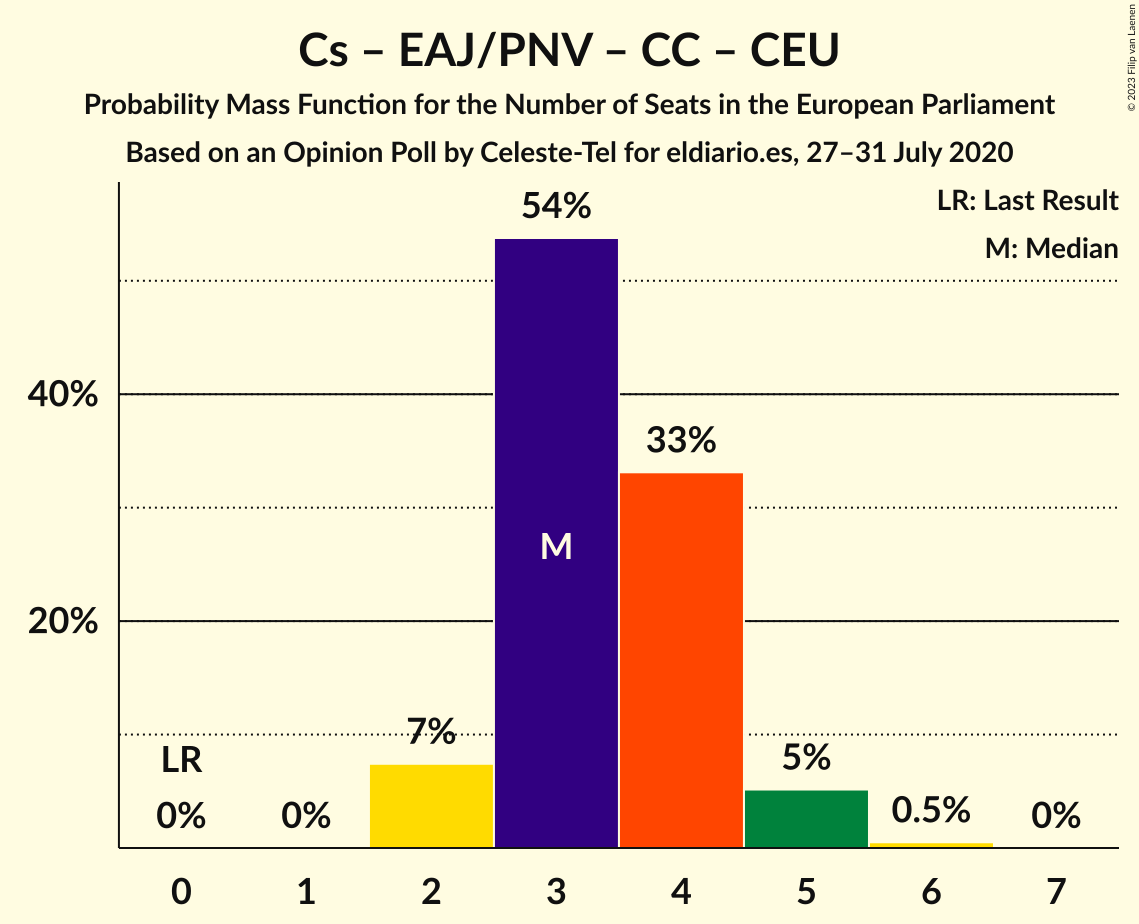 Cs – EAJ/PNV – CC – CEU
Probability Mass Function for the Number of Seats in the European Parliament
Based on an Opinion Poll by Celeste-Tel for eldiario.es, 27–31 July 2020
© 2023 Filip van Laenen
LR: Last Result
M: Median
54%
40%
33%
M
20%
7%
LR
5%
0%
0%
0.5%
0%
0 1 2 3 4 5 6 7